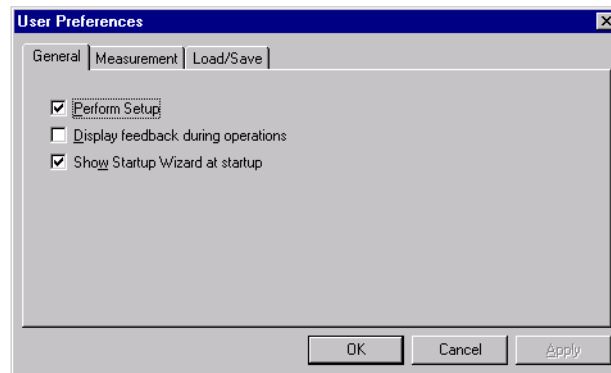 User Preferences
General Measurement Load/Save
Perform Setup
Display feedback during operations
Show Startup Wizard at startup
OK Cancel Apply